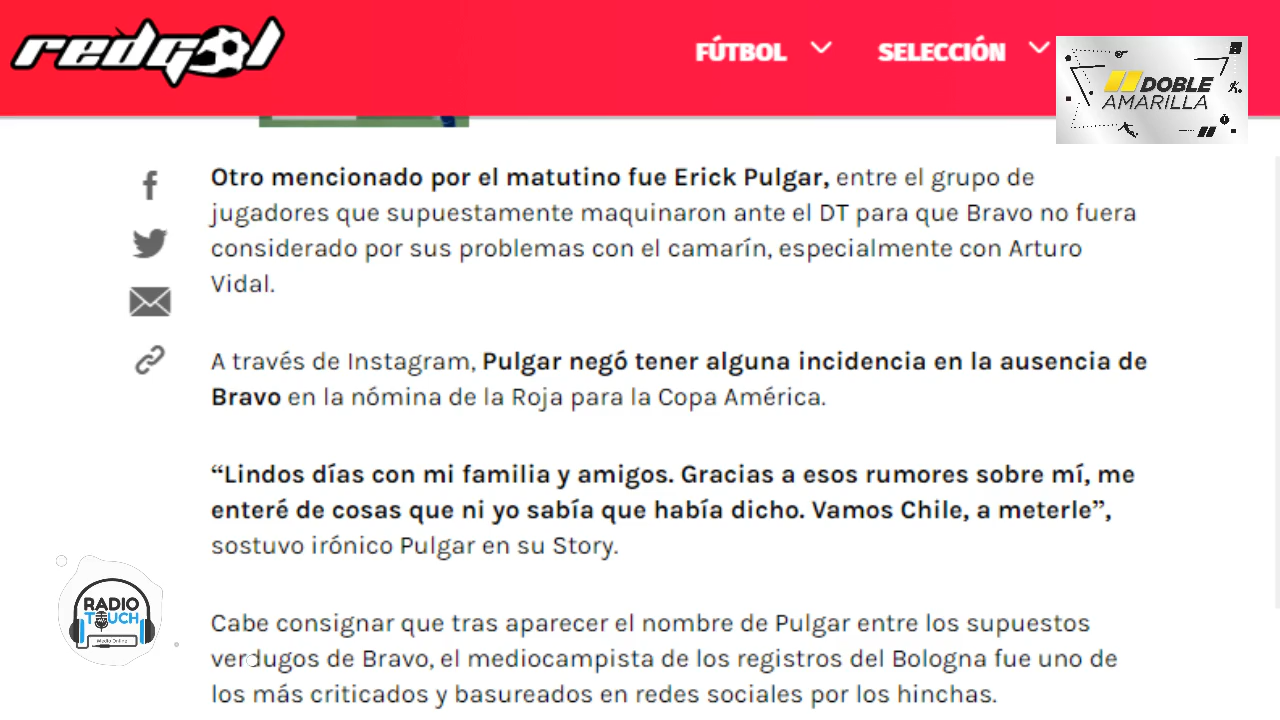 redgol
FÚTBOL
SELECCIÓN
DOBLE
AMARILLA
Otro mencionado por el matutino fue Erick Pulgar, entre el grupo de
jugadores que supuestamente maquinaron ante el DT para que Bravo no fuera
considerado por sus problemas con el camarín, especialmente con Arturo
Vidal.
A través de Instagram, Pulgar negó tener alguna incidencia en la ausencia de
Bravo en la nómina de la Roja para la Copa América.
“Lindos días con mi familia y amigos. Gracias a esos rumores sobre mí, me
enteré de cosas que ni yo sabía que había dicho. Vamos Chile, a meterle”,
sostuvo irónico Pulgar en su Story.
RADIO
TOUCH
Medio Online
Cabe consignar que tras aparecer el nombre de Pulgar entre los supuestos
verdugos de Bravo, el mediocampista de los registros del Bologna fue uno de
los más criticados y basureados en redes sociales por los hinchas.